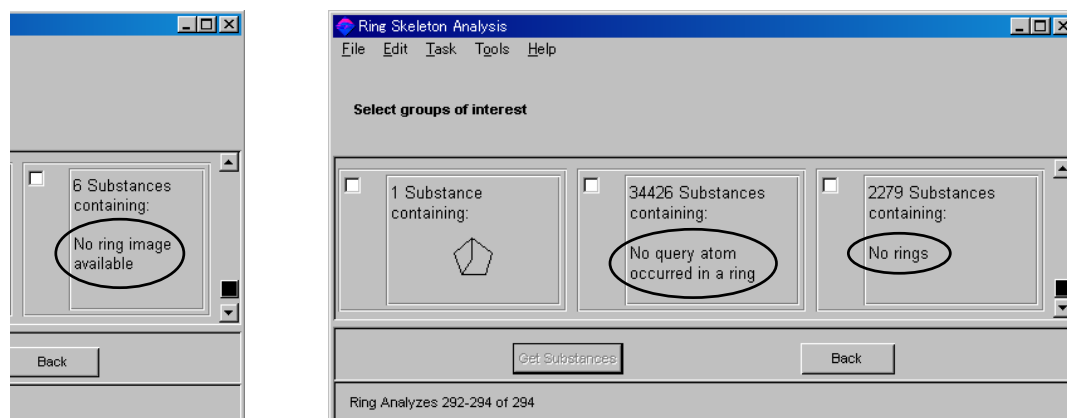 6 Substances
containing:
No ring image
available
Back
Ring Skeleton Analysis
File Edit Task Tools Help
Select groups of interest
1 Substance
containing:
34426 Substances
containing:
No query atom
occurred in a ring
2279 Substances
containing:
No rings
Get Substances
Back
Ring Analyzes 292-294 of 294